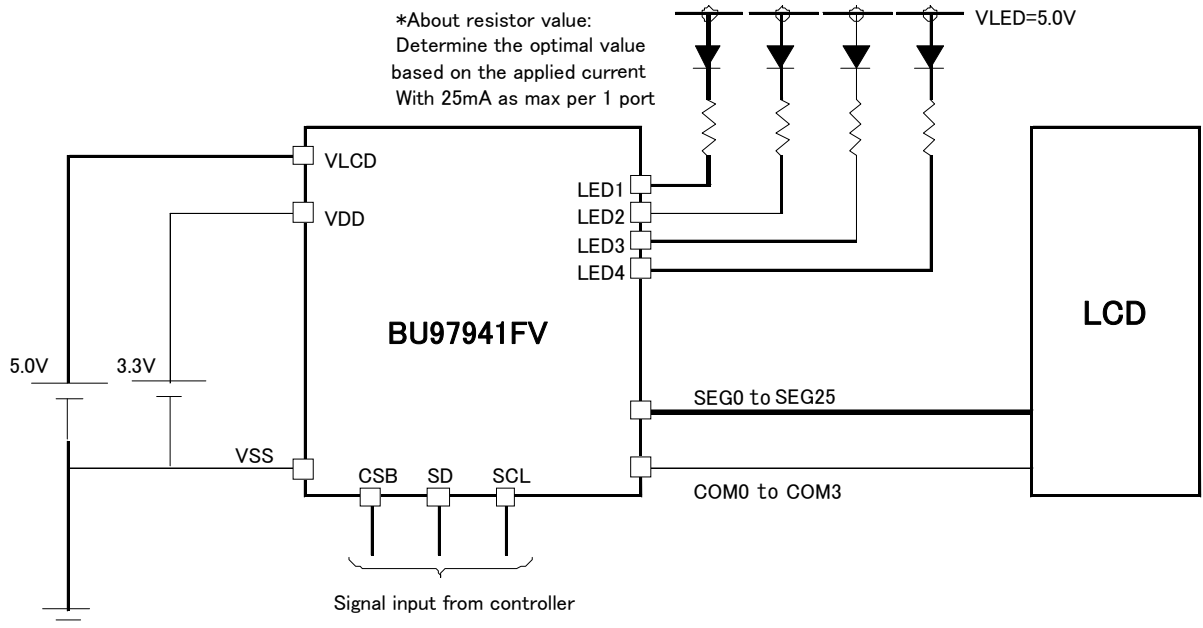 *About resistor value:
Determine the optimal value
based on the applied current
With 25mA as max per 1 port
VLED=5.0V
VLCD
VDD
LED1
LED2
LED3
LED4
BU97941FV
LCD
5.0V
3.3V
SEG0 to SEG25
VSS
CSB
SD
SCL
COM0 to COM3
Signal input from controller